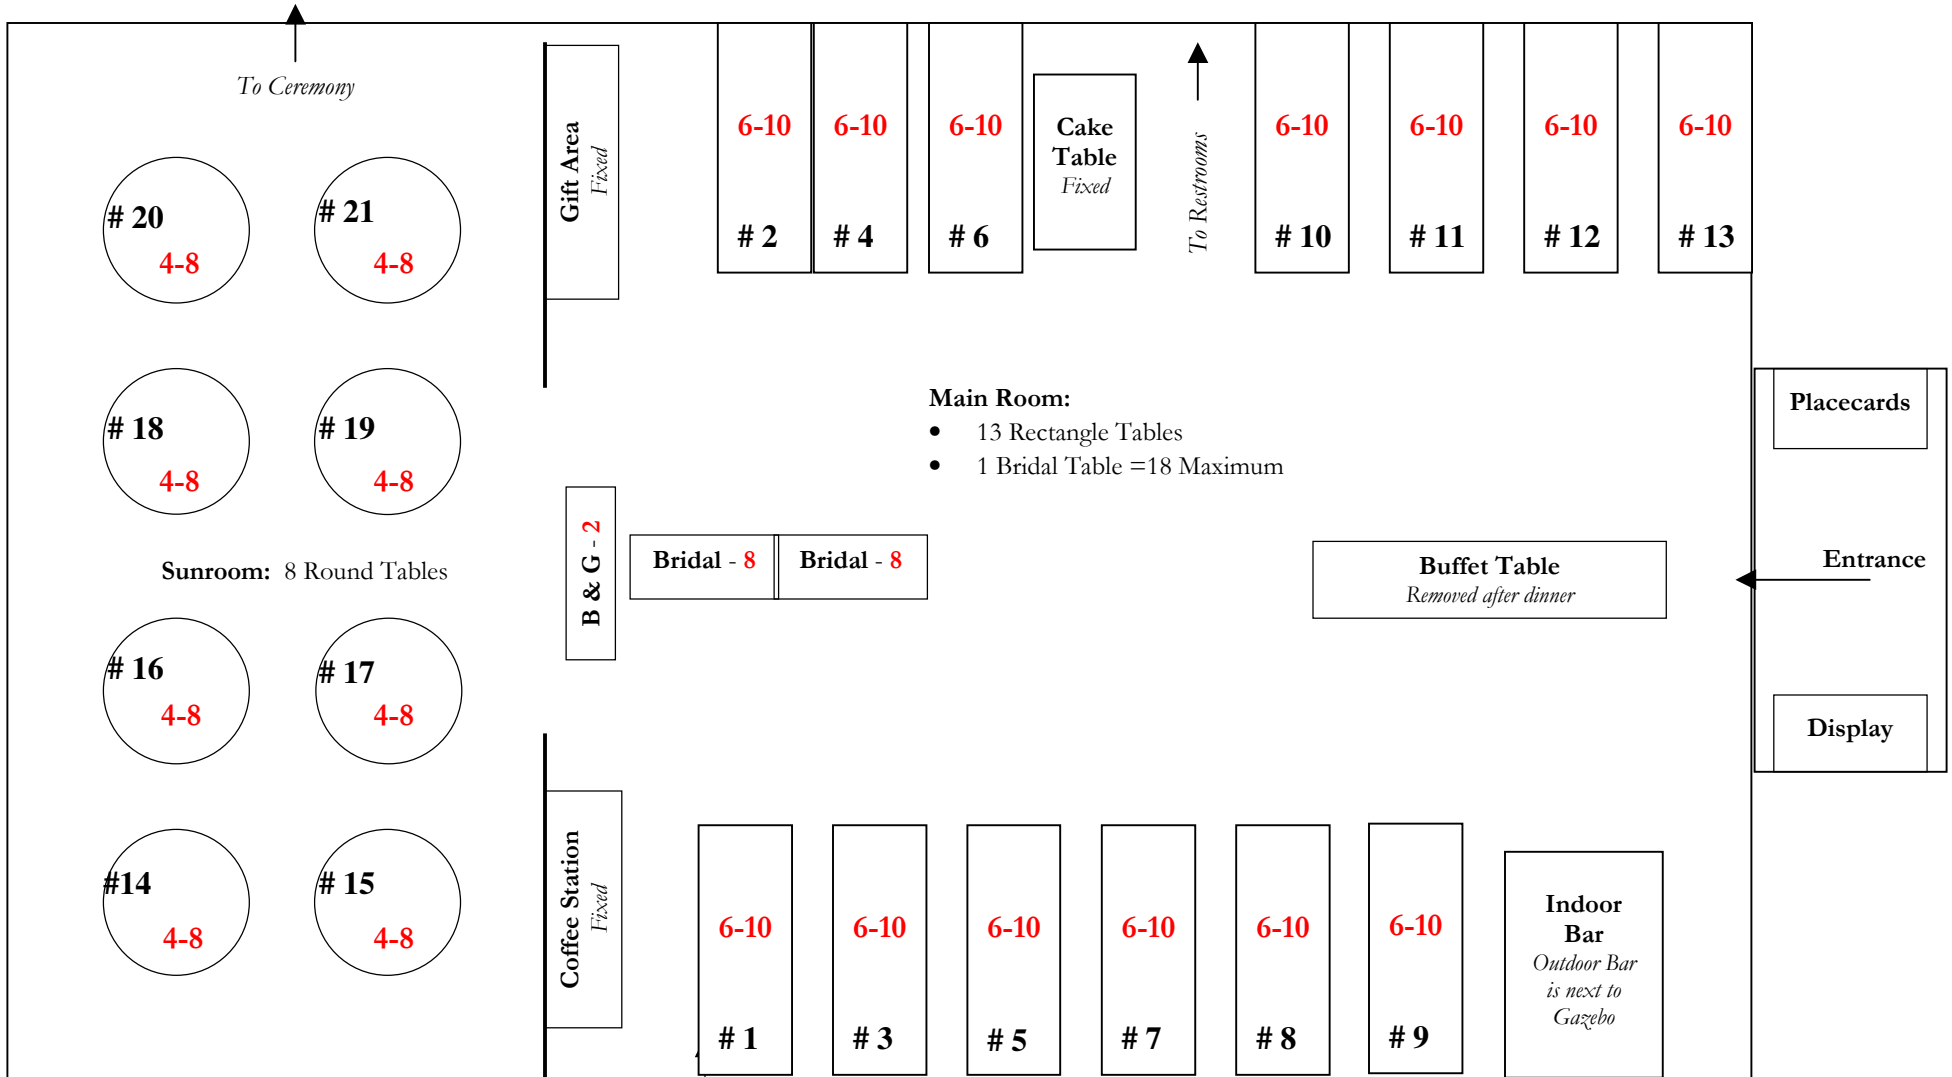 To Ceremony
# 20
4-8
# 21
4-8
# 18
4-8
# 19
4-8
Sunroom: 8 Round Tables
# 16
4-8
# 17
4-8
#14
4-8
# 15
4-8
Gift Area
Fixed
B & G - 2
Coffee Station
Fixed
6-10
# 2
6-10
# 4
6-10
# 6
Cake
Table
Fixed
To Restrooms
6-10
# 10
6-10
# 11
6-10
# 12
6-10
# 13
Main Room:
• 13 Rectangle Tables
• 1 Bridal Table =18 Maximum
Bridal - 8
Bridal - 8
Buffet Table
Removed after dinner
Placecards
Entrance
Display
6-10
# 1
6-10
# 3
6-10
# 5
6-10
# 7
6-10
# 8
6-10
# 9
Indoor
Bar
Outdoor Bar
is next to
Gazebo